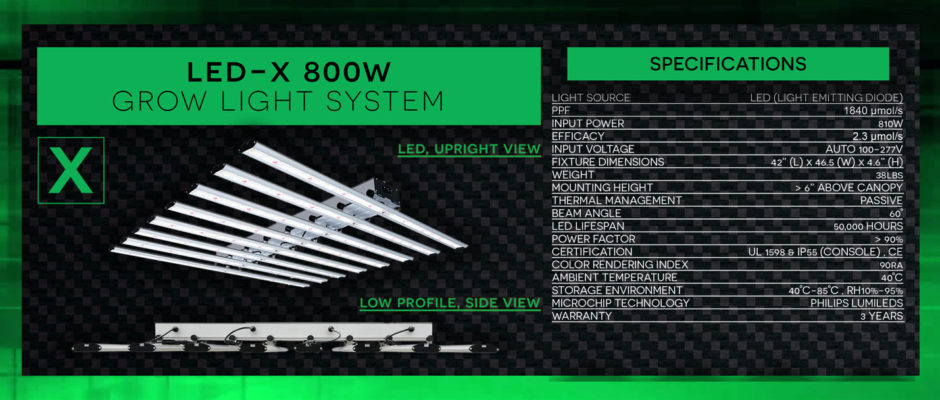 LED-X 800W
GROW LIGHT SYSTEM
X
LED, UPRIGHT VIEW
LOW PROFILE, SIDE VIEW
SPECIFICATIONS
LIGHT SOURCE LED (LIGHT EMITTING DIODE)
PPF 1840 µmol/s
INPUT POWER 810W
EFFICACY 2.3 µmol/s
INPUT VOLTAGE AUTO 100-277V
FIXTURE DIMENSIONS 42" (L) X 46.5 (W) X 4.6" (H)
WEIGHT 38LBS
MOUNTING HEIGHT > 6" ABOVE CANOPY
THERMAL MANAGEMENT PASSIVE
BEAM ANGLE 60°
LED LIFESPAN 50,000 HOURS
POWER FACTOR > 90%
CERTIFICATION UL 1598 & IP55 (CONSOLE) , CE
COLOR RENDERING INDEX 90RA
AMBIENT TEMPERATURE 40°C
STORAGE ENVIRONMENT 40°C-85°C , RH10%-95%
MICROCHIP TECHNOLOGY PHILIPS LUMILEDS
WARRANTY 3 YEARS